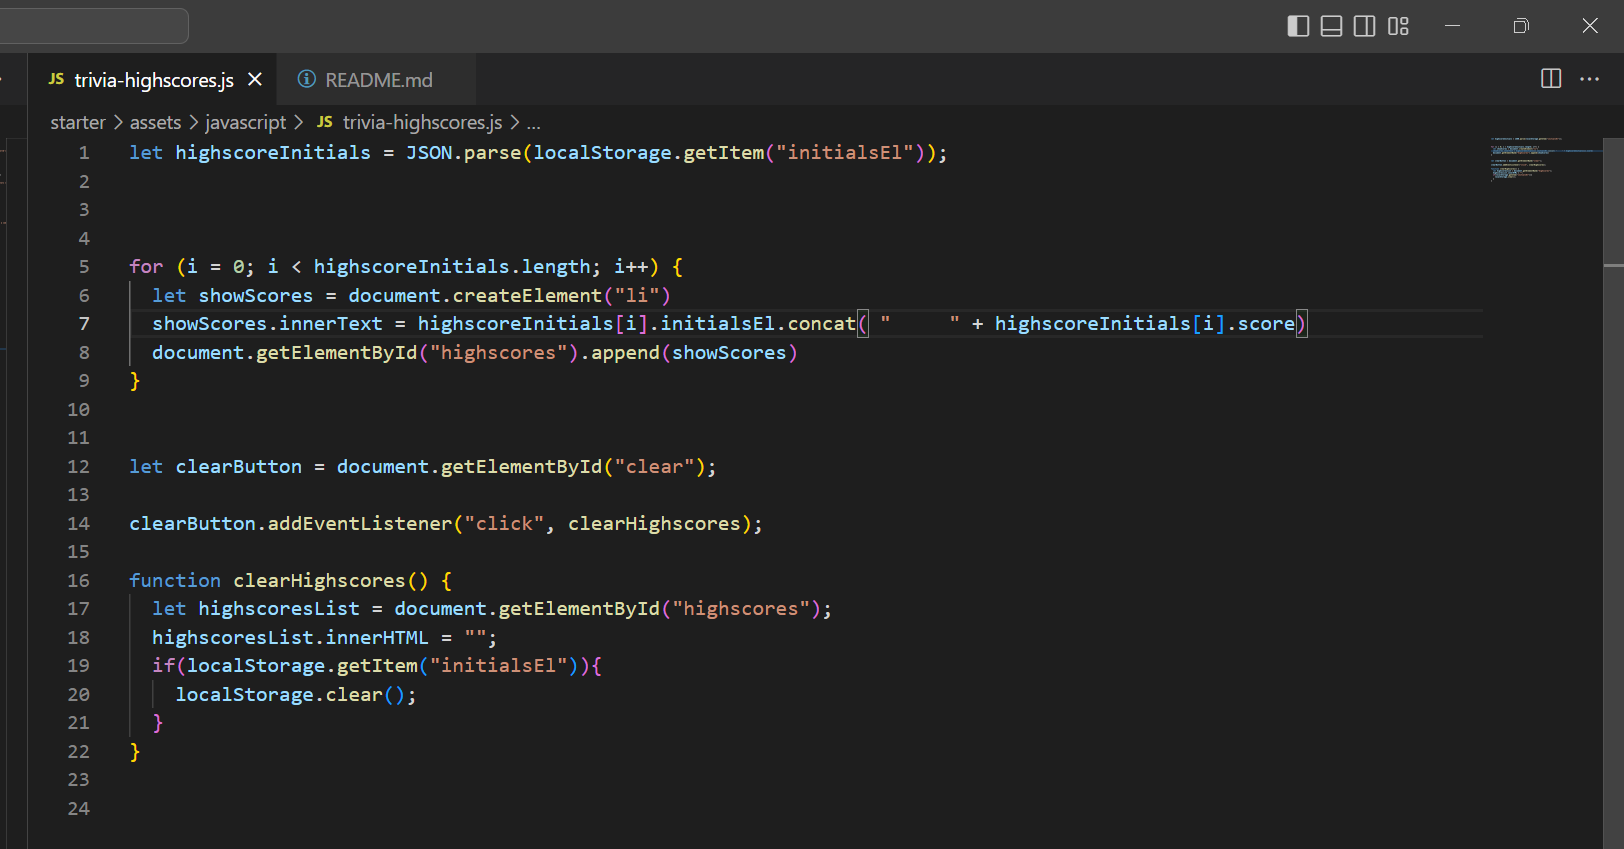 JS trivia-highscores.js README.md
starter > assets > javascript > JS trivia-highscores.js > ...
1 let highscoreInitials = JSON.parse(localStorage.getItem("initialsEl"));
2
3
4
5 for (i = 0; i < highscoreInitials.length; i++) {
6   let showScores = document.createElement("li")
7   showScores.innerText = highscoreInitials[i].initialsEl.concat( "     " + highscoreInitials[i].score)
8   document.getElementById("highscores").append(showScores)
9 }
10
11
12 let clearButton = document.getElementById("clear");
13
14 clearButton.addEventListener("click", clearHighscores);
15
16 function clearHighscores() {
17   let highscoresList = document.getElementById("highscores");
18   highscoresList.innerHTML = "";
19   if(localStorage.getItem("initialsEl")){
20     localStorage.clear();
21   }
22 }
23
24